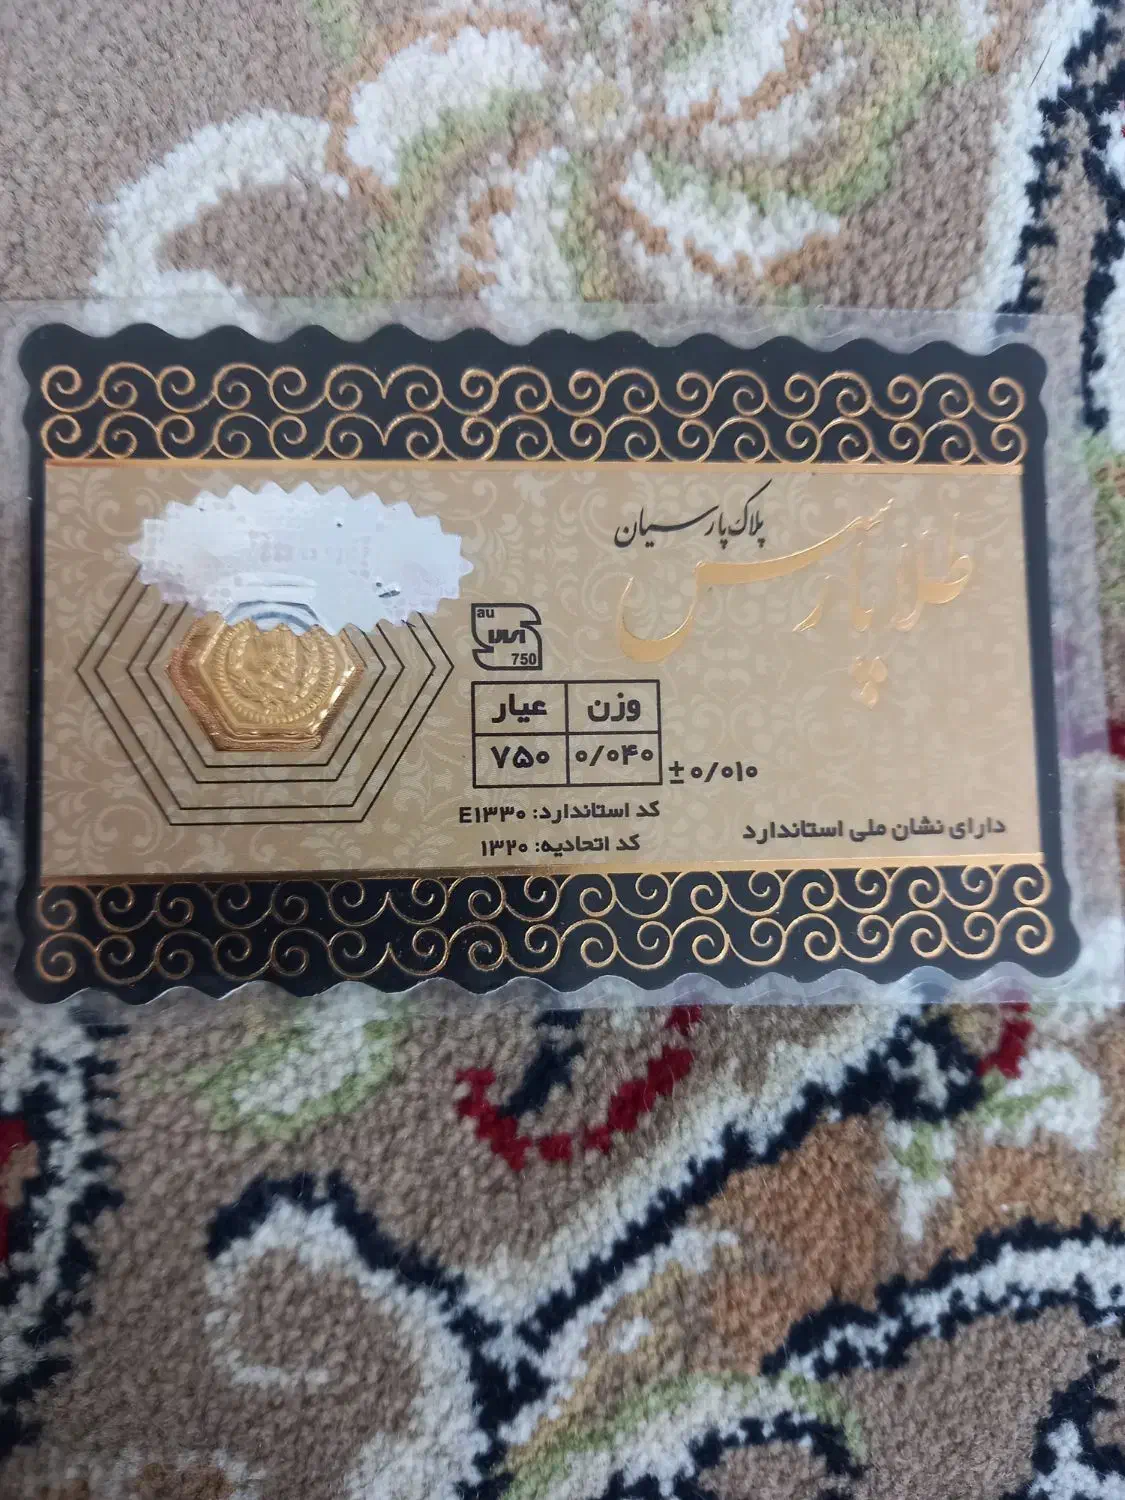 پلاک پارسیان
طلا پارس
au
750
وزن عیار
۰/۰۴۰ ۷۵۰
±۰/۰۱۰
کد استاندارد: E۱۳۳۰
کد اتحادیه: ۱۳۲۰
دارای نشان ملی استاندارد